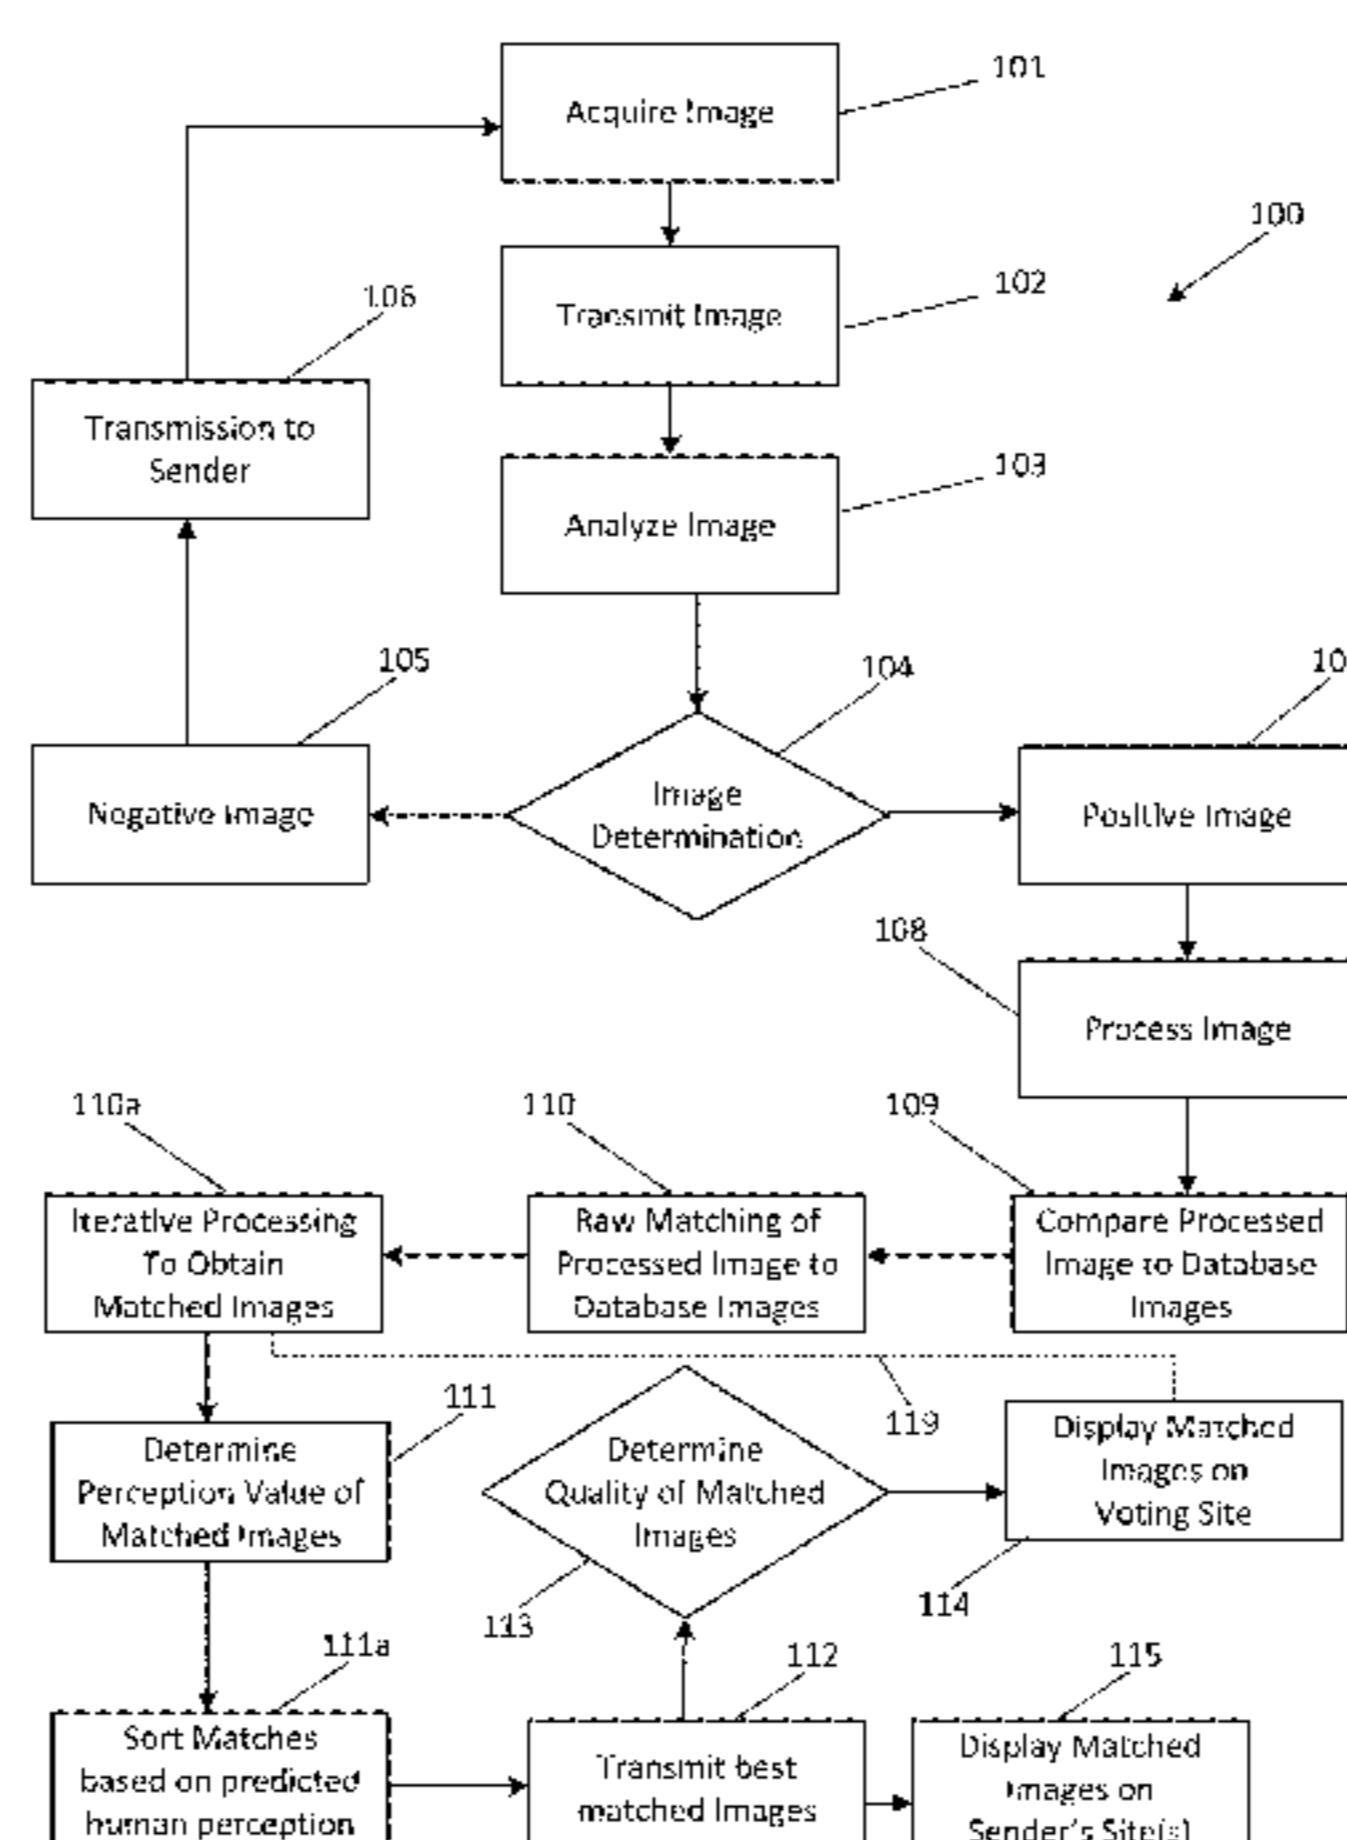 101
Acquire Image
100
102
Transmit Image
106
Transmission to
Sender
103
Analyze Image
105
104
10
Negative Image
Image
Determination
Positive Image
108
Process Image
110a
110
109
Iterative Processing
To Obtain
Matched Images
Raw Matching of
Processed Image to
Database Images
Compare Processed
Image to Database
Images
111
119
Determine
Perception Value of
Matched Images
Determine
Quality of Matched
Images
Display Matched
Images on
Voting Site
113
114
111a
112
115
Sort Matches
based on predicted
human perception
Transmit best
matched Images
Display Matched
Images on
Sender's Site(s)